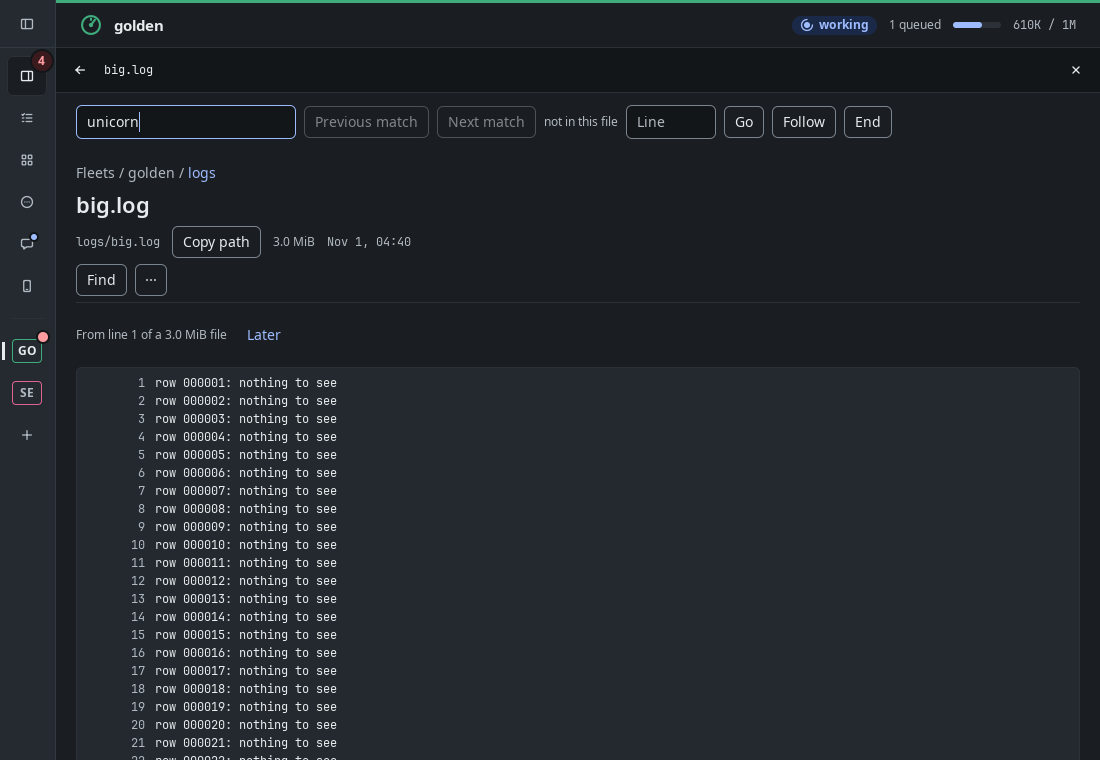 golden
working
1 queued
610K / 1M
4
big.log
unicorn
Previous match
Next match
not in this file
Line
Go
Follow
End
Fleets / golden / logs
big.log
logs/big.log
Copy path
3.0 MiB
Nov 1, 04:40
Find
...
From line 1 of a 3.0 MiB file
Later
GO
SE
1 row 000001: nothing to see
2 row 000002: nothing to see
3 row 000003: nothing to see
4 row 000004: nothing to see
5 row 000005: nothing to see
6 row 000006: nothing to see
7 row 000007: nothing to see
8 row 000008: nothing to see
9 row 000009: nothing to see
10 row 000010: nothing to see
11 row 000011: nothing to see
12 row 000012: nothing to see
13 row 000013: nothing to see
14 row 000014: nothing to see
15 row 000015: nothing to see
16 row 000016: nothing to see
17 row 000017: nothing to see
18 row 000018: nothing to see
19 row 000019: nothing to see
20 row 000020: nothing to see
21 row 000021: nothing to see